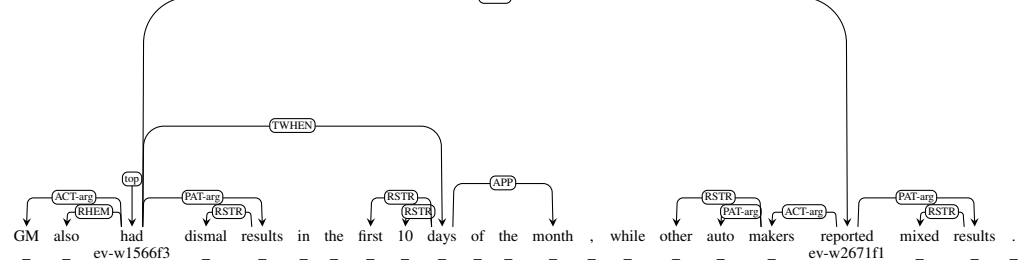 TWHEN
top
APP
ACT-arg
PAT-arg
RSTR
RSTR
PAT-arg
RHEM
RSTR
RSTR
PAT-arg
ACT-arg
RSTR
GM also had dismal results in the first 10 days of the month , while other auto makers reported mixed results .
_ _ ev-w1566f3 _ _ _ _ _ _ _ _ _ _ _ _ _ _ _ ev-w2671f1 _ _ _